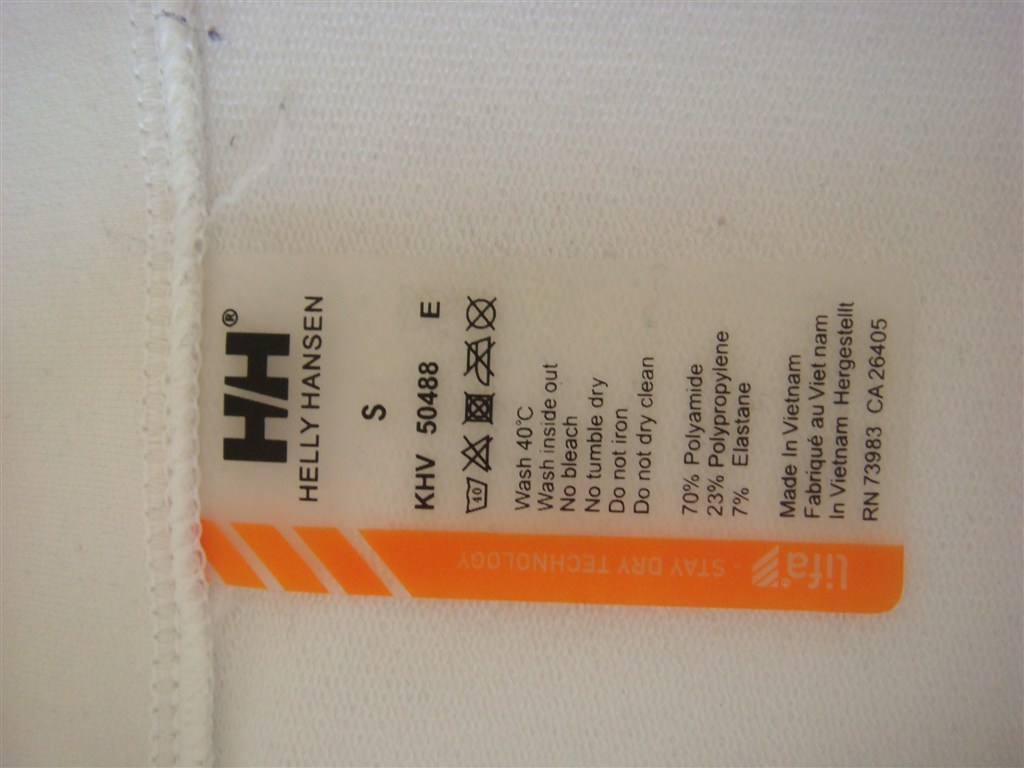 HH®
HELLY HANSEN
S
KHV 50488 E
40
Wash 40°C
Wash inside out
No bleach
No tumble dry
Do not iron
Do not dry clean
70% Polyamide
23% Polypropylene
7% Elastane
Made In Vietnam
Fabriqué au Viet nam
In Vietnam Hergestellt
RN 73983 CA 26405
lifa® - STAY DRY TECHNOLOGY